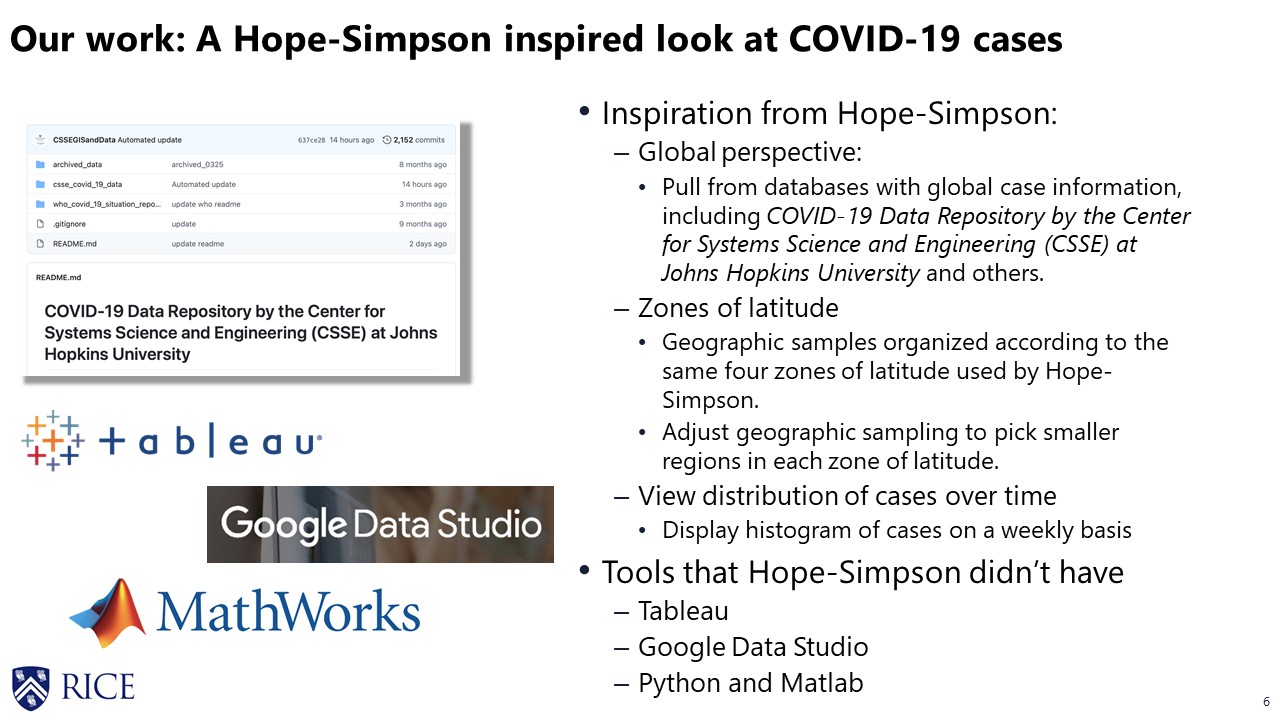 Our work: A Hope-Simpson inspired look at COVID-19 cases
CSSEGISandData Automated update 637ce28 14 hours ago 2,152 commits
archived_data archived_0325 8 months ago
csse_covid_19_data Automated update 14 hours ago
who_covid_19_situation_repo... update who readme 3 months ago
.gitignore update 9 months ago
README.md update readme 2 days ago
README.md
COVID-19 Data Repository by the Center for
Systems Science and Engineering (CSSE) at Johns
Hopkins University
+ableau
Google Data Studio
MathWorks
RICE
• Inspiration from Hope-Simpson:
– Global perspective:
• Pull from databases with global case information,
including COVID-19 Data Repository by the Center
for Systems Science and Engineering (CSSE) at
Johns Hopkins University and others.
– Zones of latitude
• Geographic samples organized according to the
same four zones of latitude used by Hope-
Simpson.
• Adjust geographic sampling to pick smaller
regions in each zone of latitude.
– View distribution of cases over time
• Display histogram of cases on a weekly basis
• Tools that Hope-Simpson didn’t have
– Tableau
– Google Data Studio
– Python and Matlab
6